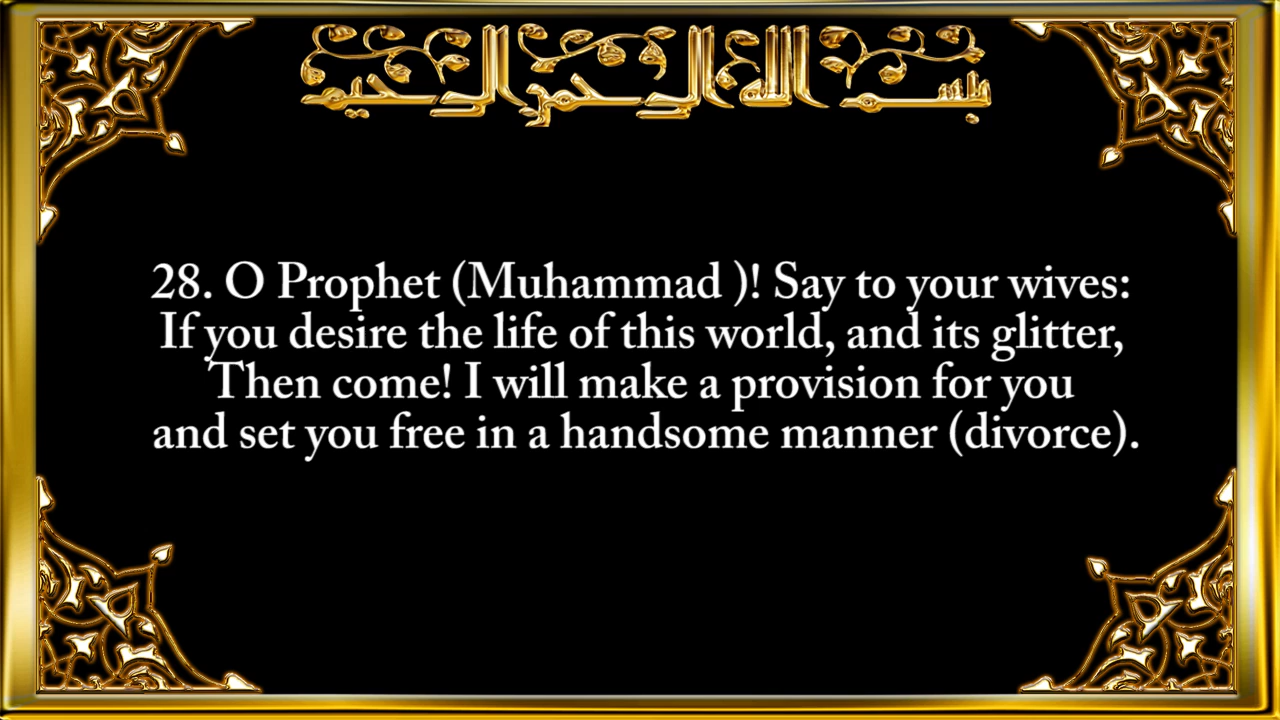 بسم الله الرحمن الرحيم
28. O Prophet (Muhammad )! Say to your wives:
If you desire the life of this world, and its glitter,
Then come! I will make a provision for you
and set you free in a handsome manner (divorce).